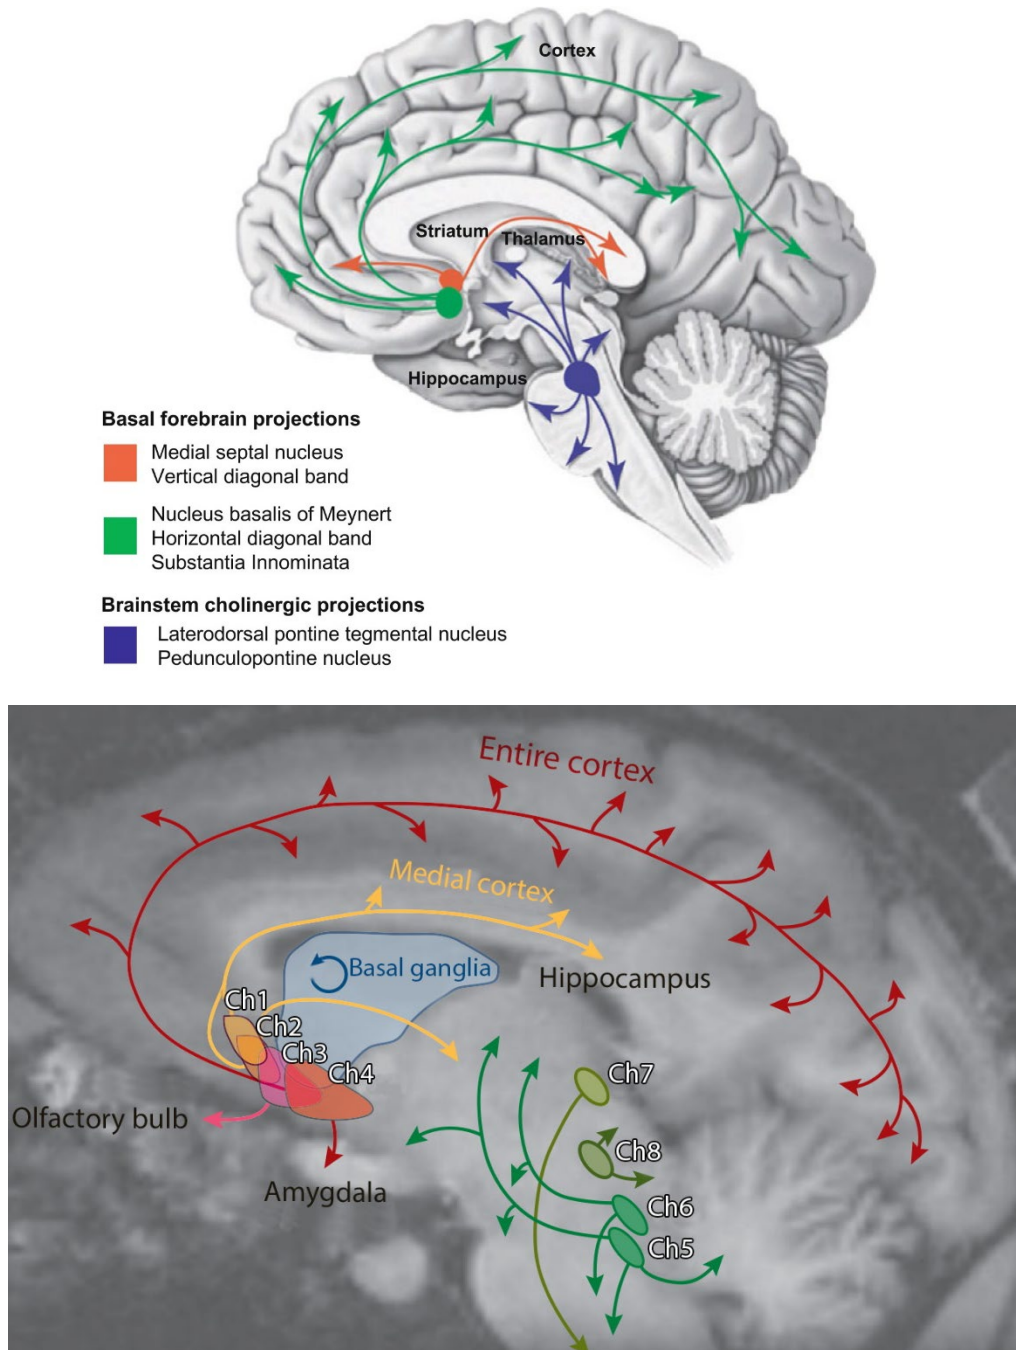 Cortex
Striatum
Thalamus
Hippocampus
Basal forebrain projections
Medial septal nucleus
Vertical diagonal band
Nucleus basalis of Meynert
Horizontal diagonal band
Substantia Innominata
Brainstem cholinergic projections
Laterodorsal pontine tegmental nucleus
Pedunculopontine nucleus
Entire cortex
Medial cortex
Basal ganglia
Hippocampus
Ch1
Ch2
Ch3
Ch4
Ch7
Olfactory bulb
Ch8
Amygdala
Ch6
Ch5